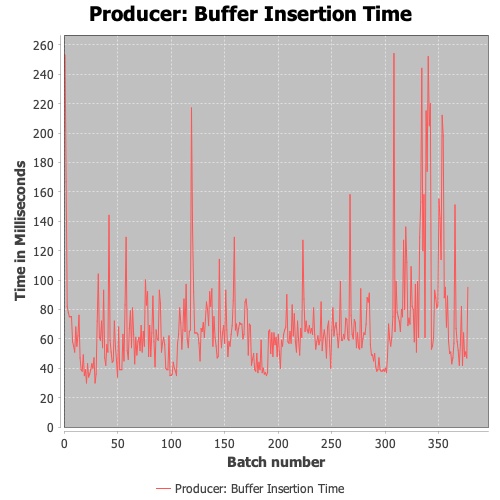 Producer: Buffer Insertion Time
260
240
220
200
180
160
140
120
100
80
60
40
20
0
Time in Milliseconds
0 50 100 150 200 250 300 350
Batch number
Producer: Buffer Insertion Time